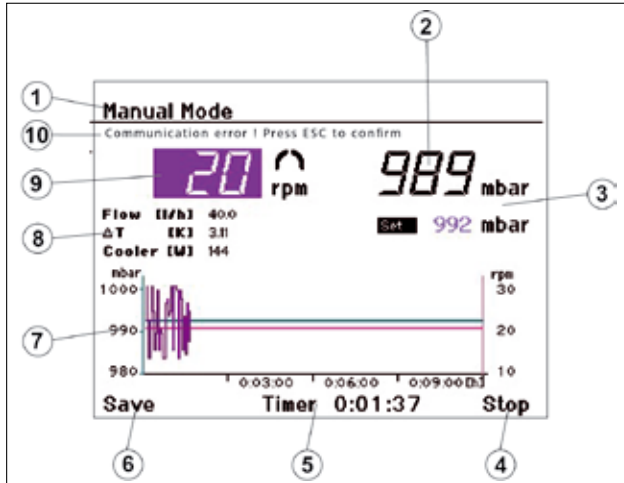 2
1
Manual Mode
10
Communication error ! Press ESC to confirm
9
20 rpm
989 mbar
3
Set 992 mbar
8
Flow [l/h] 40.0
ΔT [K] 3.11
Cooler [W] 144
mbar
rpm
1000
30
7
990
20
980
10
0:03:00 0:06:00 0:09:00 [h]
Save Timer 0:01:37 Stop
6
5
4